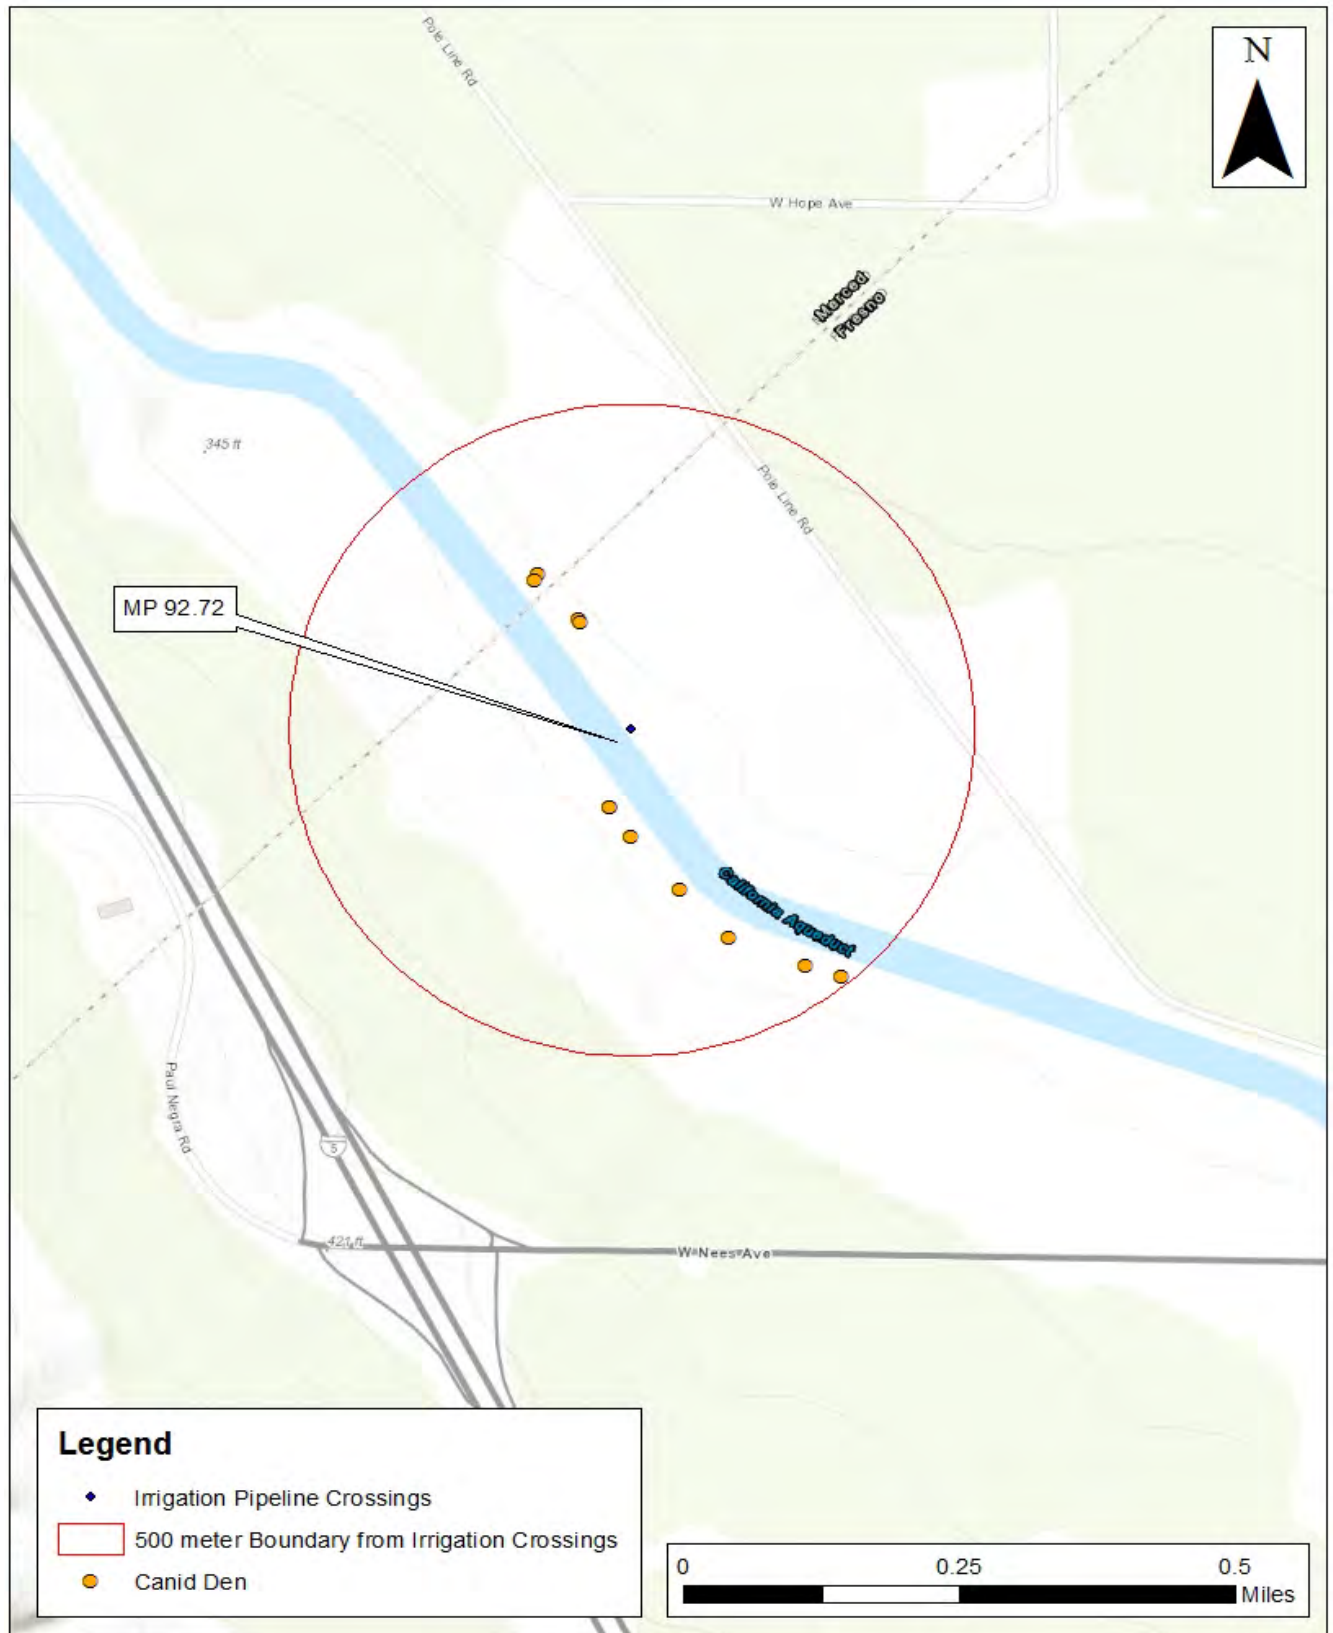 Pole Line Rd
N
W Hope Ave
Merced
Fresno
345 ft
Pole Line Rd
MP 92.72
California Aqueduct
Paul Negra Rd
5
421 ft
W Nees Ave
Legend
Irrigation Pipeline Crossings
500 meter Boundary from Irrigation Crossings
Canid Den
0 0.25 0.5
Miles